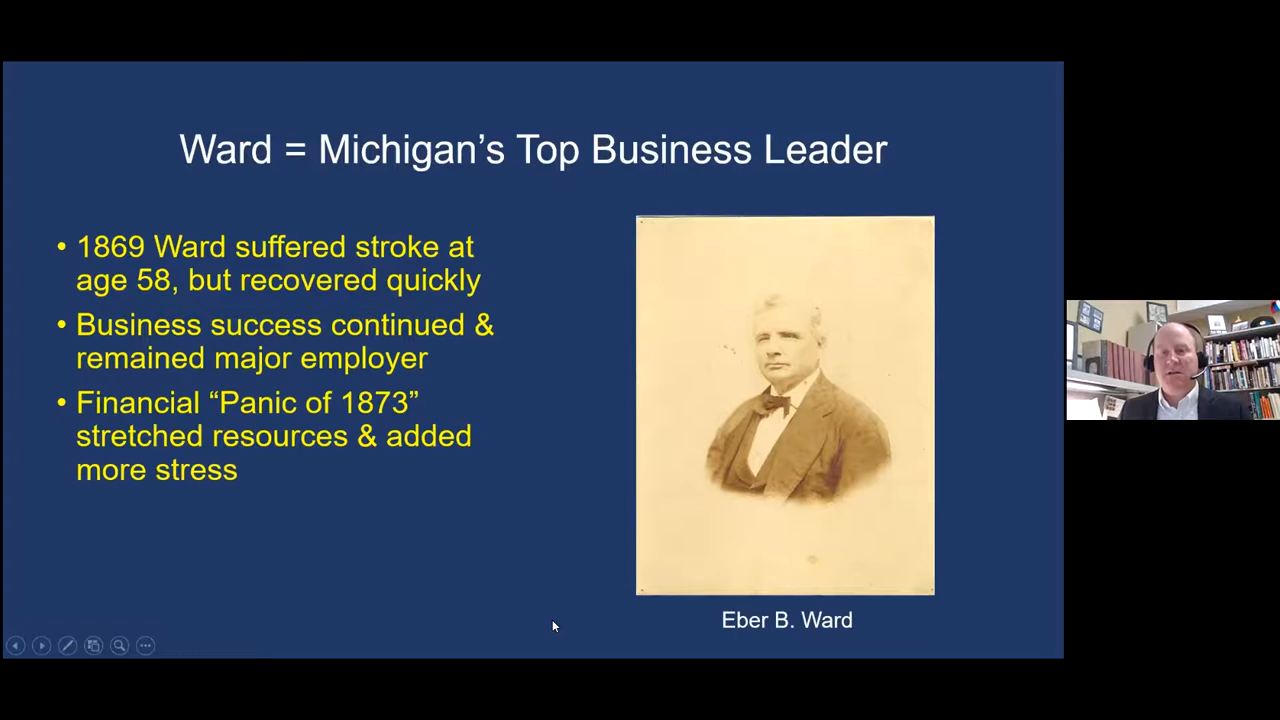 Ward = Michigan’s Top Business Leader
• 1869 Ward suffered stroke at
age 58, but recovered quickly
• Business success continued &
remained major employer
• Financial “Panic of 1873”
stretched resources & added
more stress
Eber B. Ward